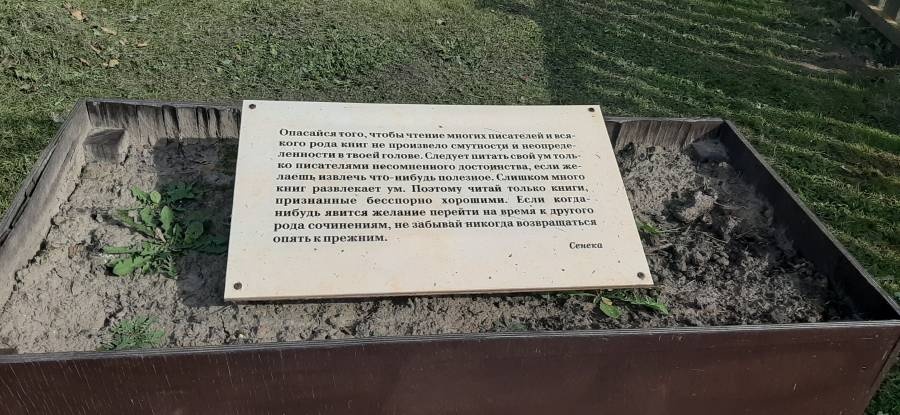 Опасайся того, чтобы чтение многих писателей и вся-
кого рода книг не произвело смутности и неопреде-
ленности в твоей голове. Следует питать свой ум толь-
ко писателями несомненного достоинства, если же-
лаешь извлечь что-нибудь полезное. Слишком много
книг развлекает ум. Поэтому читай только книги,
признанные бесспорно хорошими. Если когда-
нибудь явится желание перейти на время к другого
рода сочинениям, не забывай никогда возвращаться
опять к прежним.
Сенека